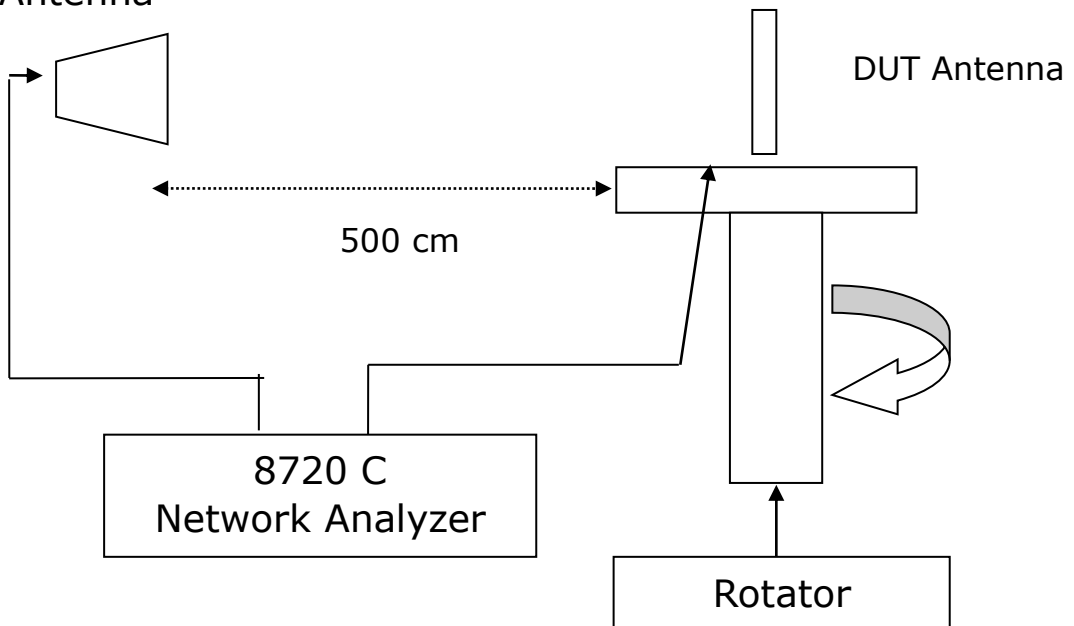 Antenna
DUT Antenna
500 cm
8720 C
Network Analyzer
Rotator